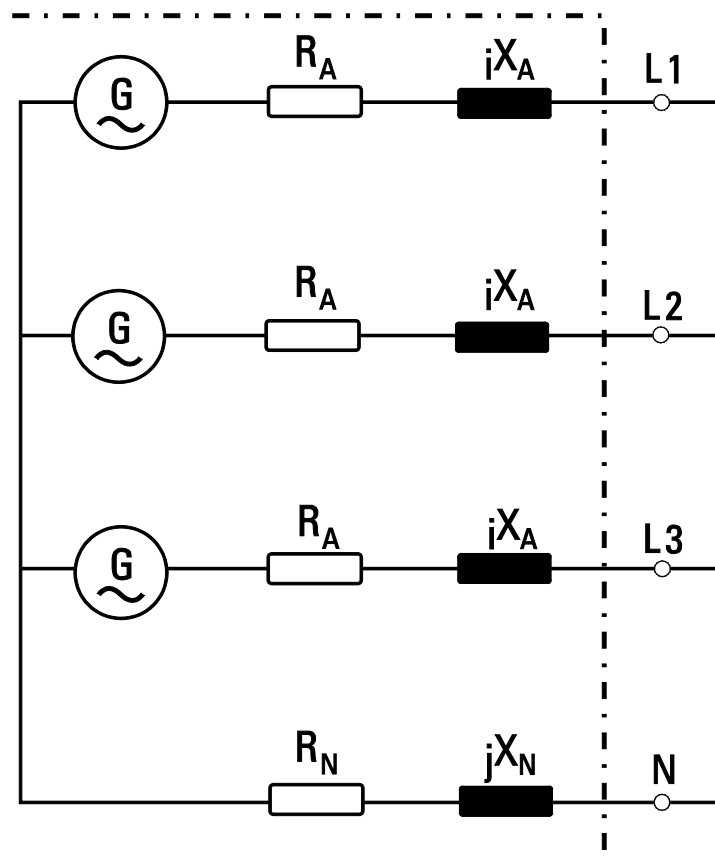 R_A iX_A L1
G
R_A iX_A L2
G
R_A iX_A L3
G
R_N jX_N N